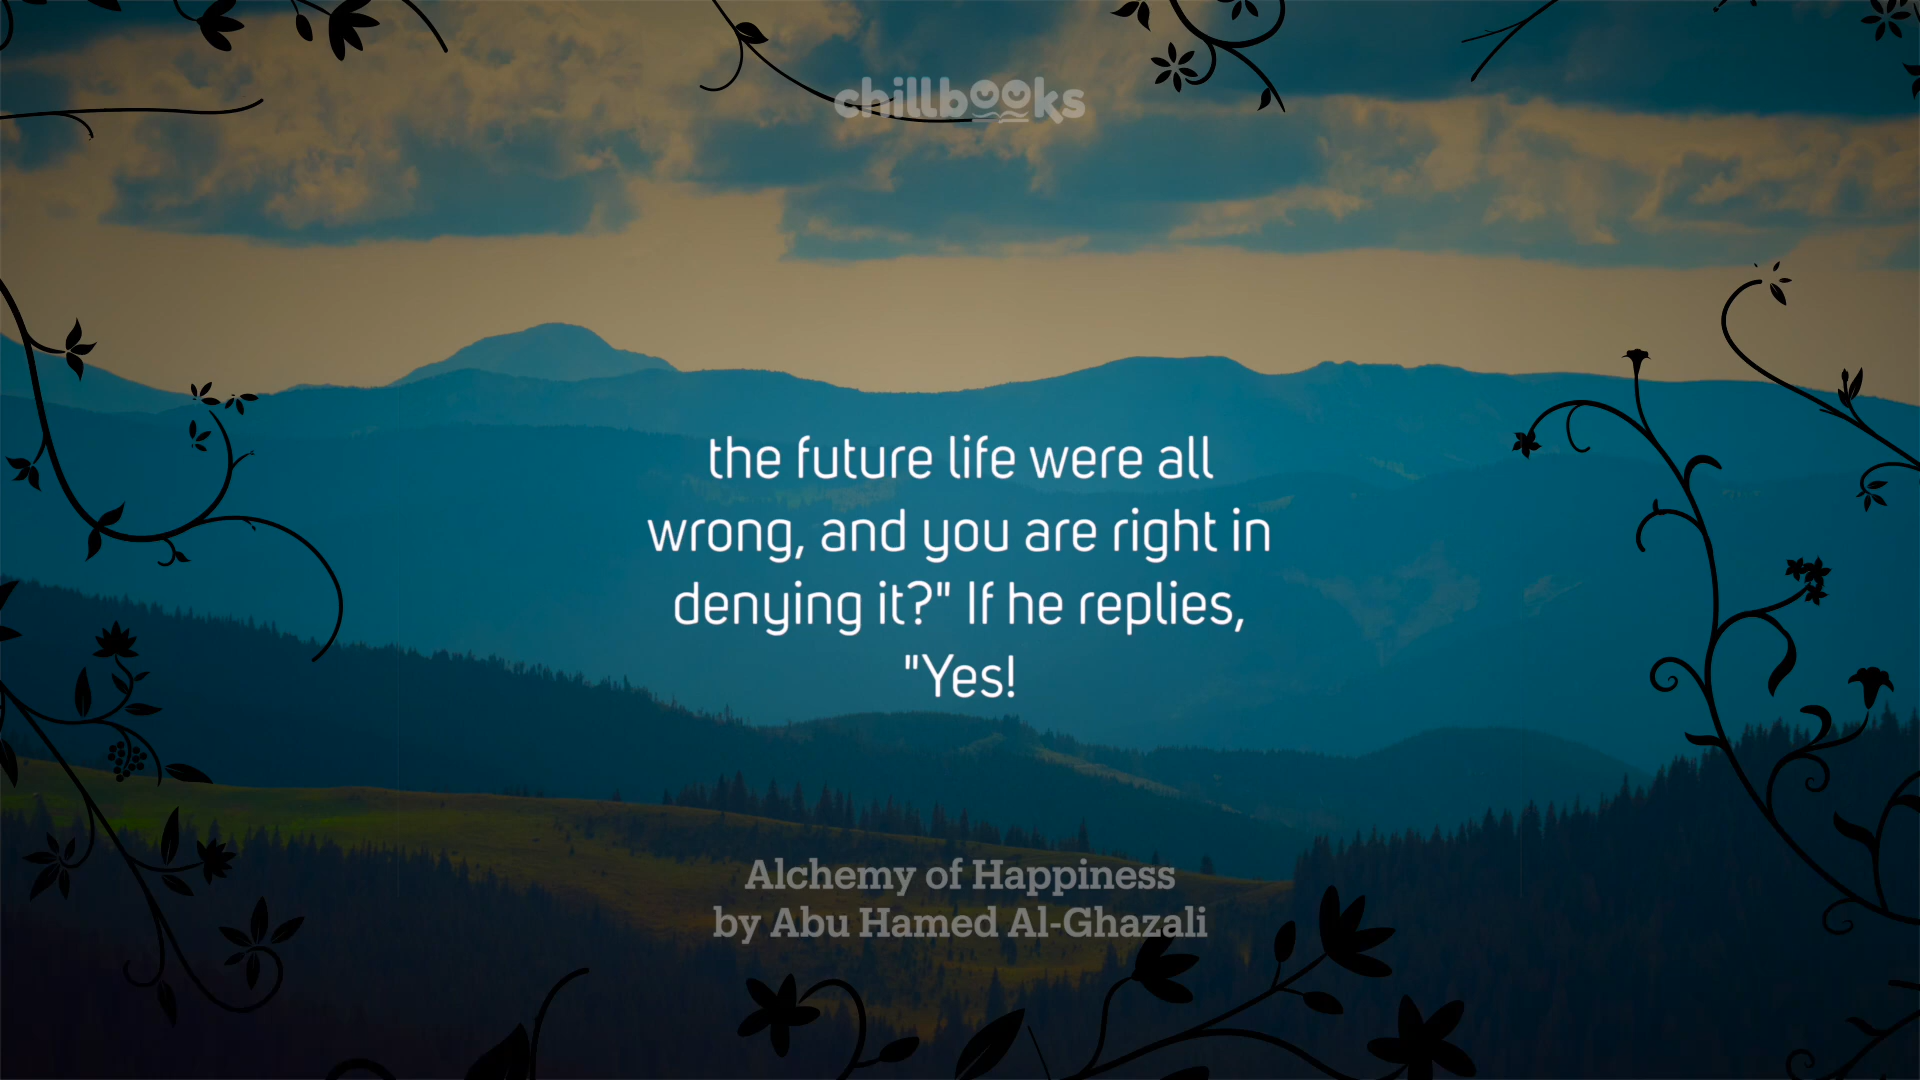 chillbooks
the future life were all
wrong, and you are right in
denying it?" If he replies,
"Yes!
Alchemy of Happiness
by Abu Hamed Al-Ghazali